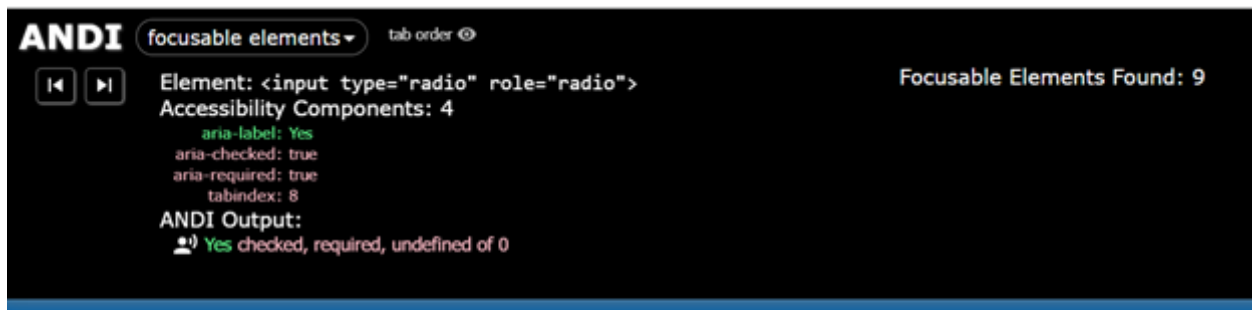 ANDI focusable elements tab order
Element: <input type="radio" role="radio"> Focusable Elements Found: 9
Accessibility Components: 4
aria-label: Yes
aria-checked: true
aria-required: true
tabindex: 8
ANDI Output:
Yes checked, required, undefined of 0